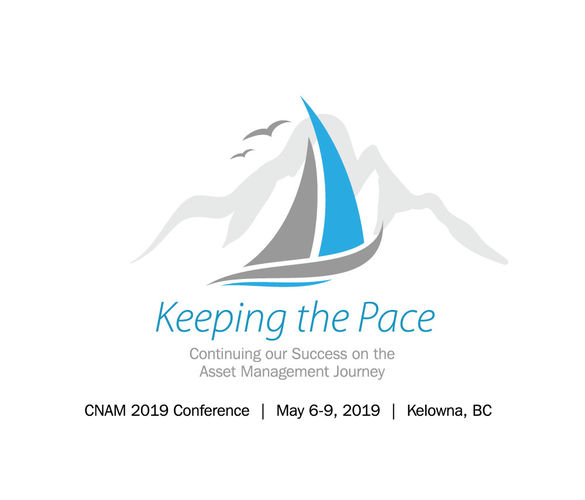 Keeping the Pace
Continuing our Success on the
Asset Management Journey
CNAM 2019 Conference | May 6-9, 2019 | Kelowna, BC